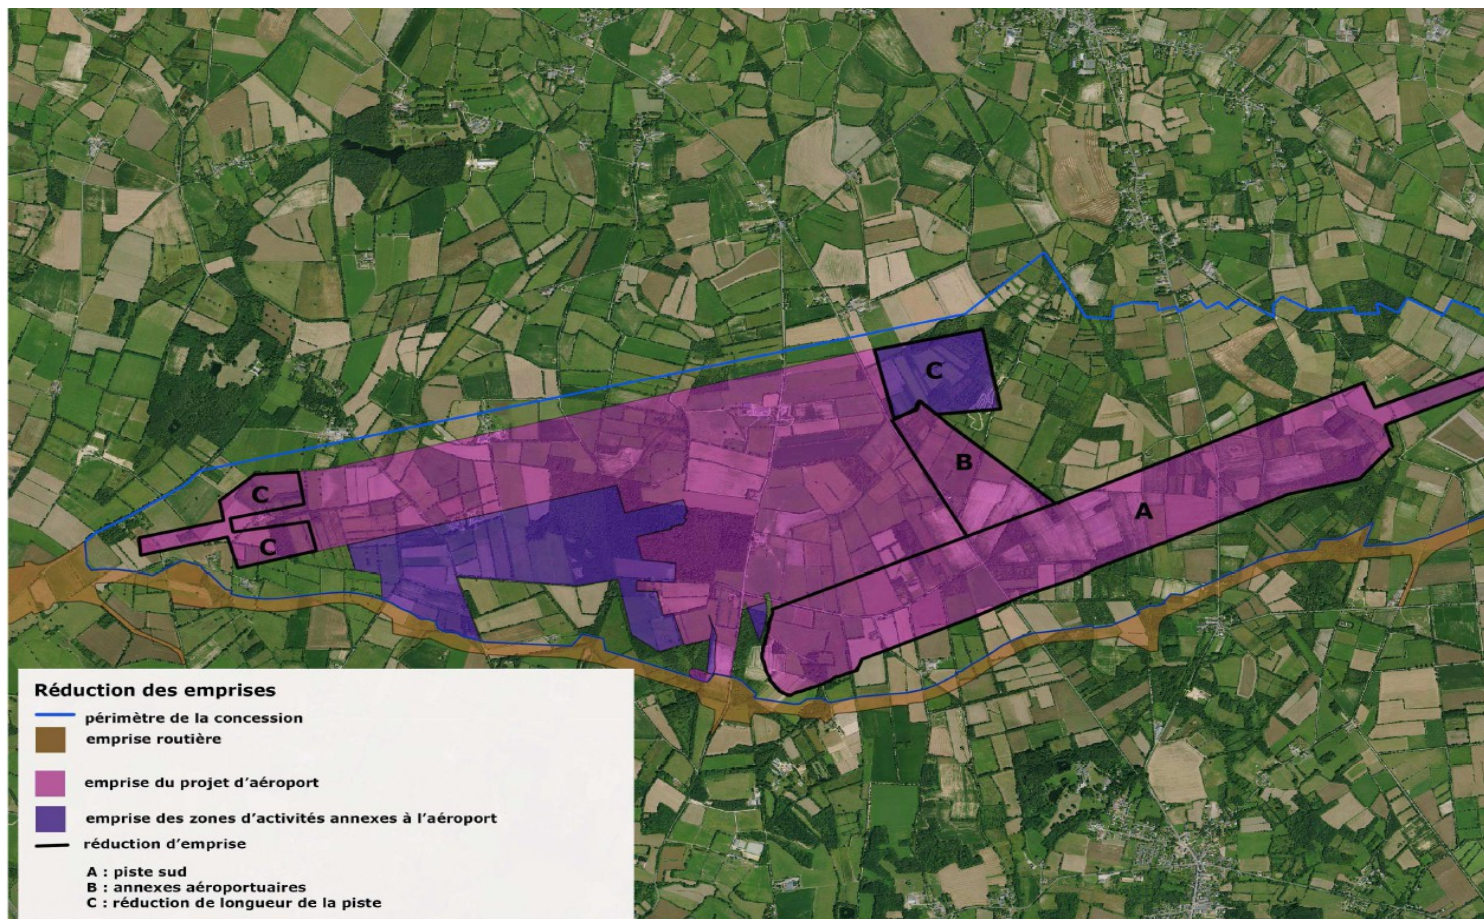 C
B
A
C
C
Réduction des emprises
périmètre de la concession
emprise routière
emprise du projet d'aéroport
emprise des zones d'activités annexes à l'aéroport
réduction d'emprise
A : piste sud
B : annexes aéroportuaires
C : réduction de longueur de la piste